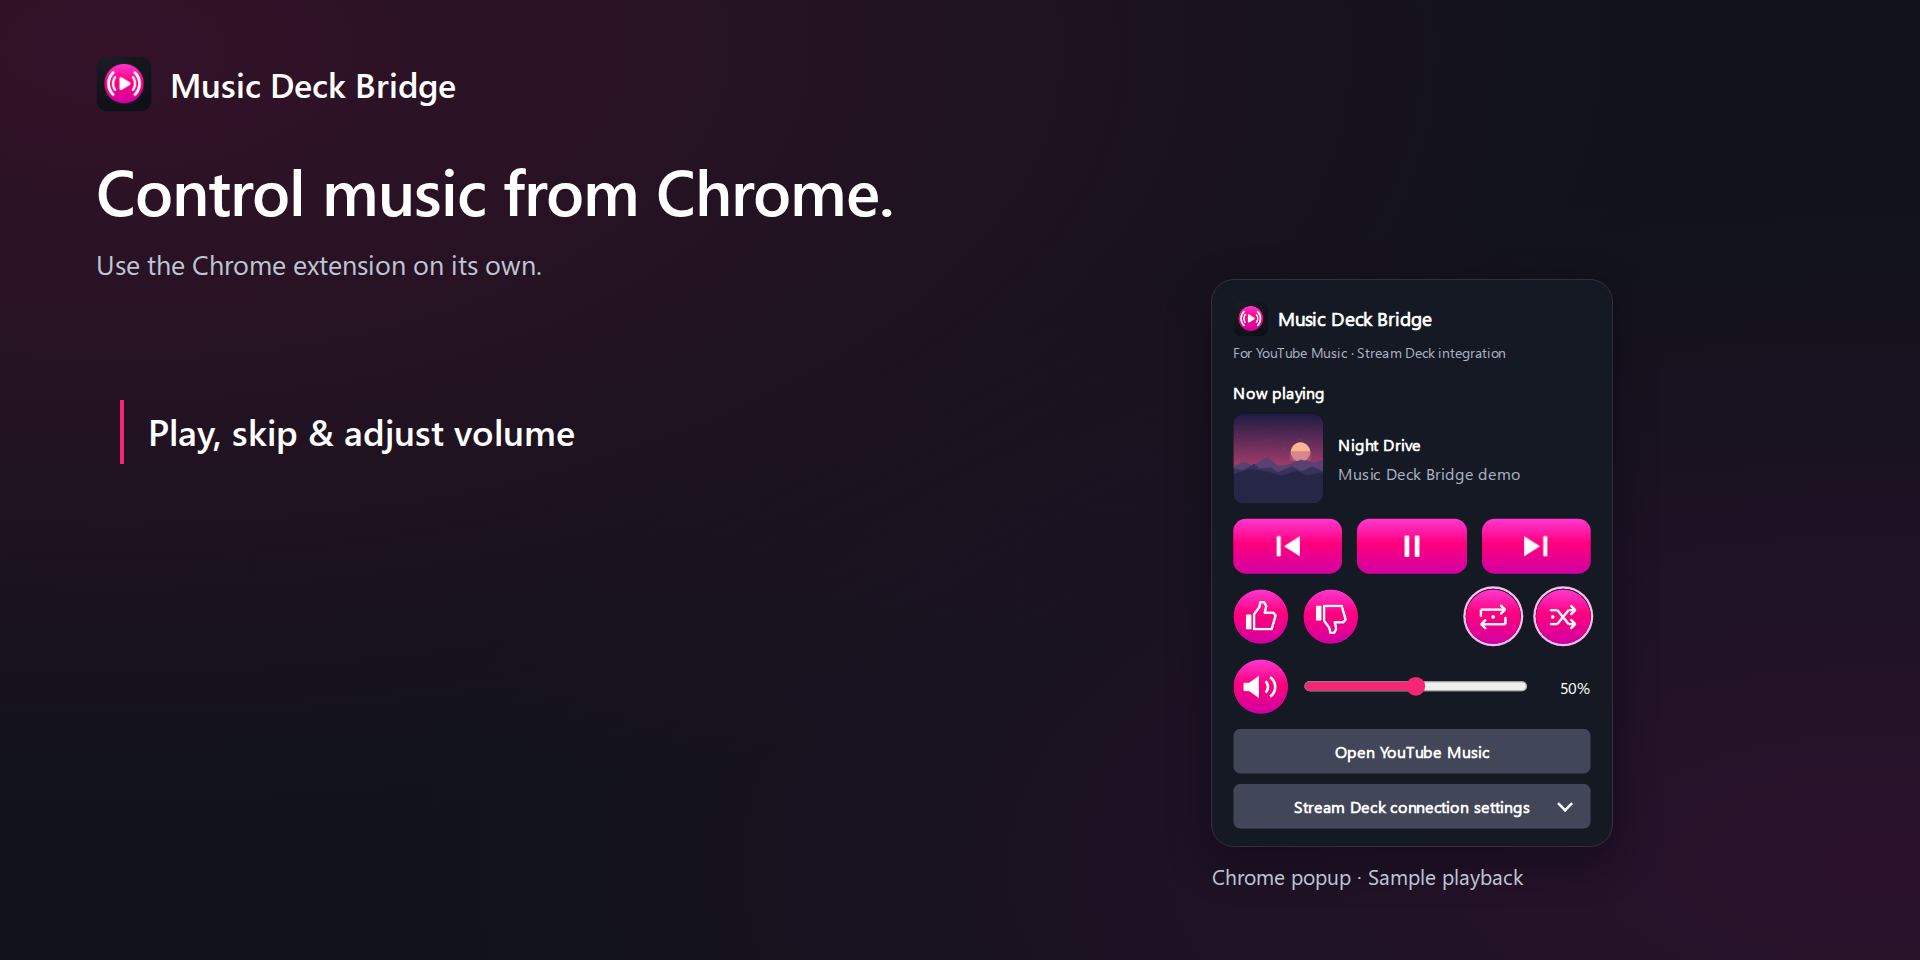 Music Deck Bridge
Control music from Chrome.
Use the Chrome extension on its own.
Play, skip & adjust volume
Music Deck Bridge
For YouTube Music · Stream Deck integration
Now playing
Night Drive
Music Deck Bridge demo
50%
Open YouTube Music
Stream Deck connection settings
Chrome popup · Sample playback